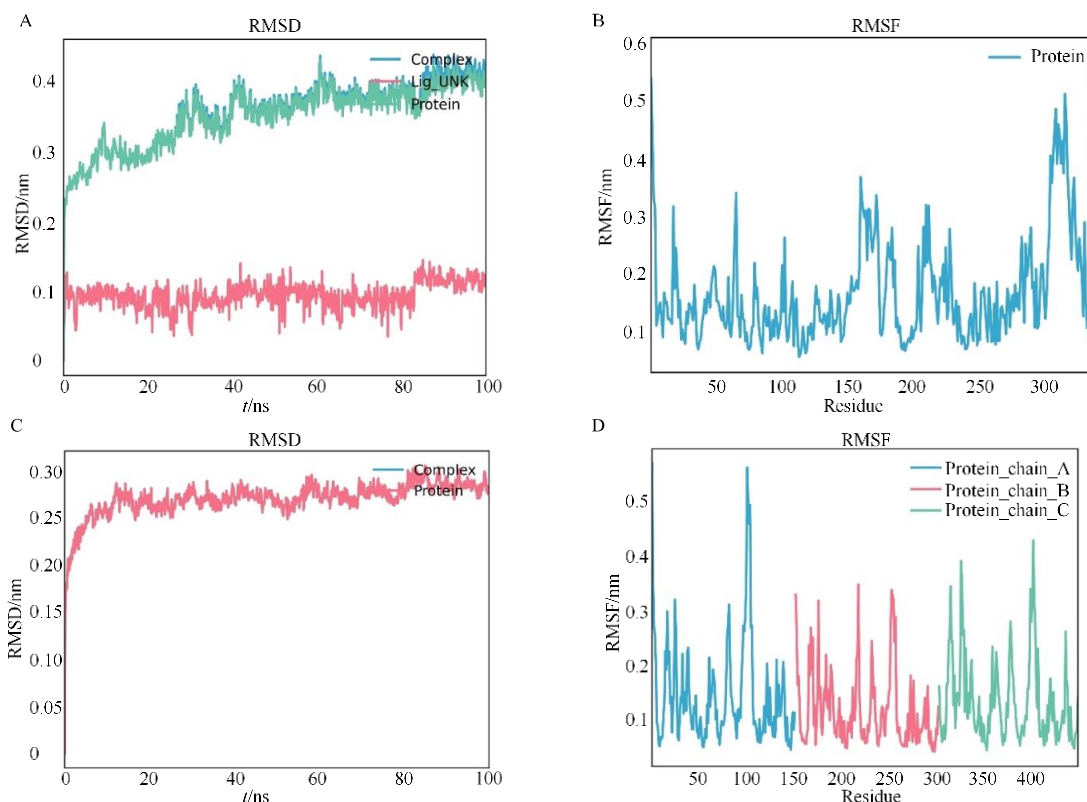 A
RMSD
Complex
Lig_UNK
Protein
0.4
0.3
0.2
0.1
0
RMSD/nm
0 20 40 60 80 100
t/ns
B
RMSF
Protein
0.6
0.5
0.4
0.3
0.2
0.1
RMSF/nm
50 100 150 200 250 300
Residue
C
RMSD
Complex
Protein
0.30
0.25
0.20
0.15
0.10
0.05
0
RMSD/nm
0 20 40 60 80 100
t/ns
D
RMSF
Protein_chain_A
Protein_chain_B
Protein_chain_C
0.5
0.4
0.3
0.2
0.1
RMSF/nm
50 100 150 200 250 300 350 400
Residue